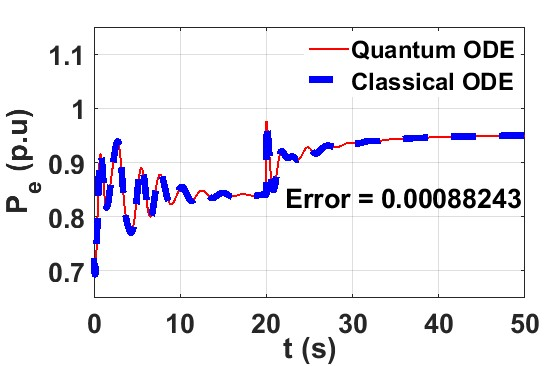 Quantum ODE
Classical ODE
1.1
1
0.9
0.8
0.7
P_e (p.u)
Error = 0.00088243
0 10 20 30 40 50
t (s)